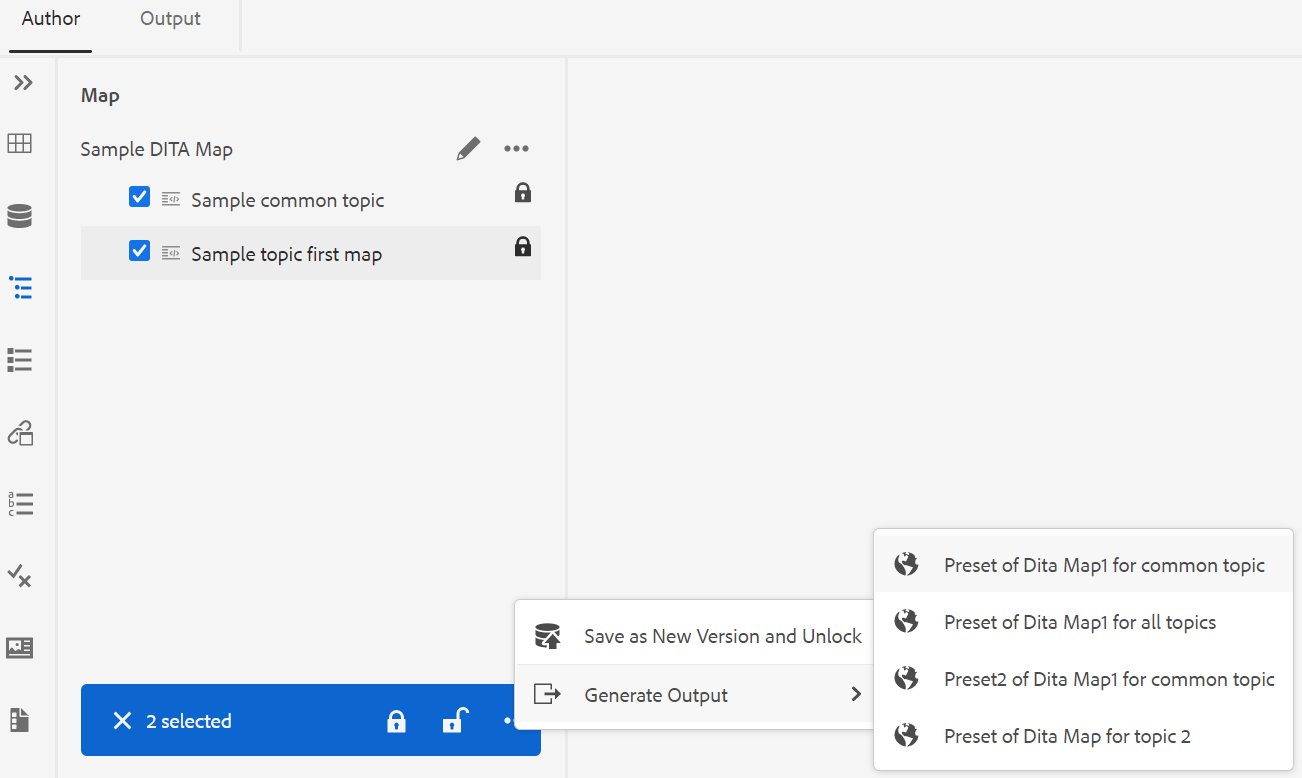 Author
Output
Map
Sample DITA Map
Sample common topic
Sample topic first map
a
b
c
2 selected
Save as New Version and Unlock
Generate Output
Preset of Dita Map1 for common topic
Preset of Dita Map1 for all topics
Preset2 of Dita Map1 for common topic
Preset of Dita Map for topic 2